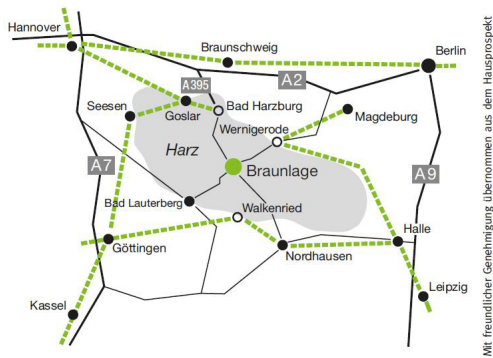 Hannover
Braunschweig
Berlin
A2
A395
Seesen
Goslar
Bad Harzburg
Wernigerode
Magdeburg
Harz
A7
Braunlage
A9
Bad Lauterberg
Walkenried
Göttingen
Nordhausen
Halle
Kassel
Leipzig
Mit freundlicher Genehmigung übernommen aus dem Hausprospekt